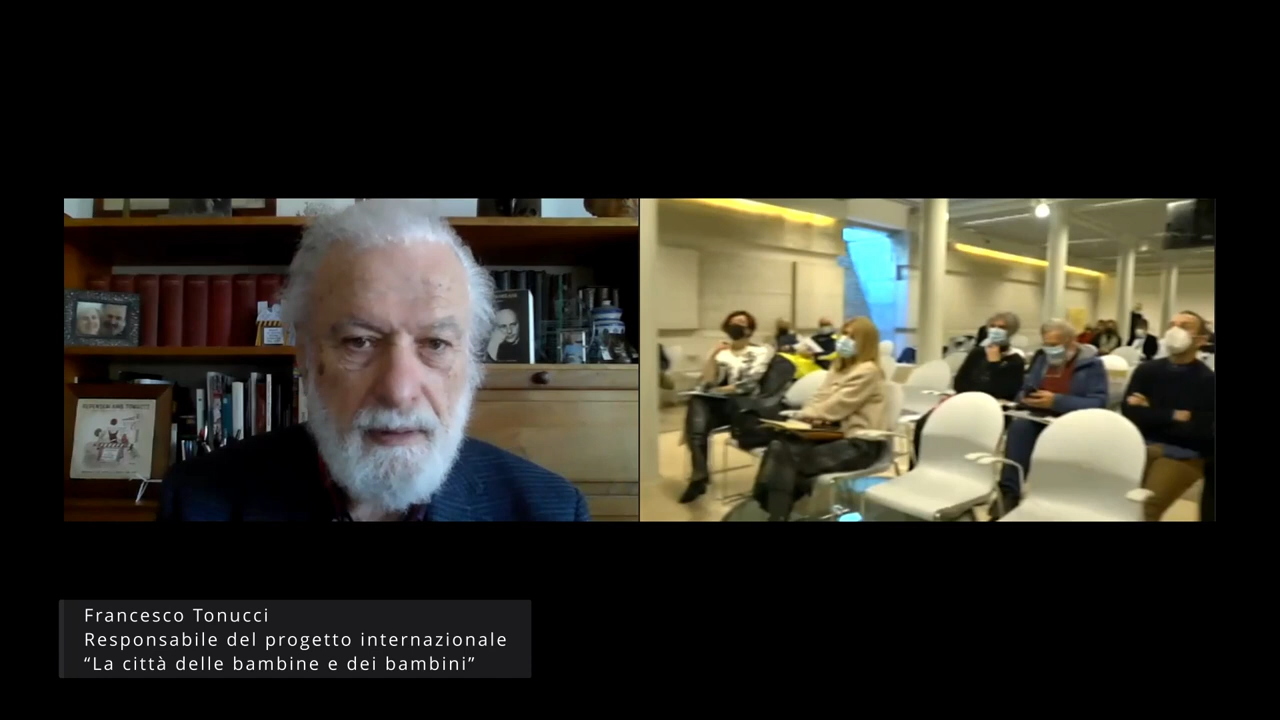 Francesco Tonucci
Responsabile del progetto internazionale
“La città delle bambine e dei bambini”